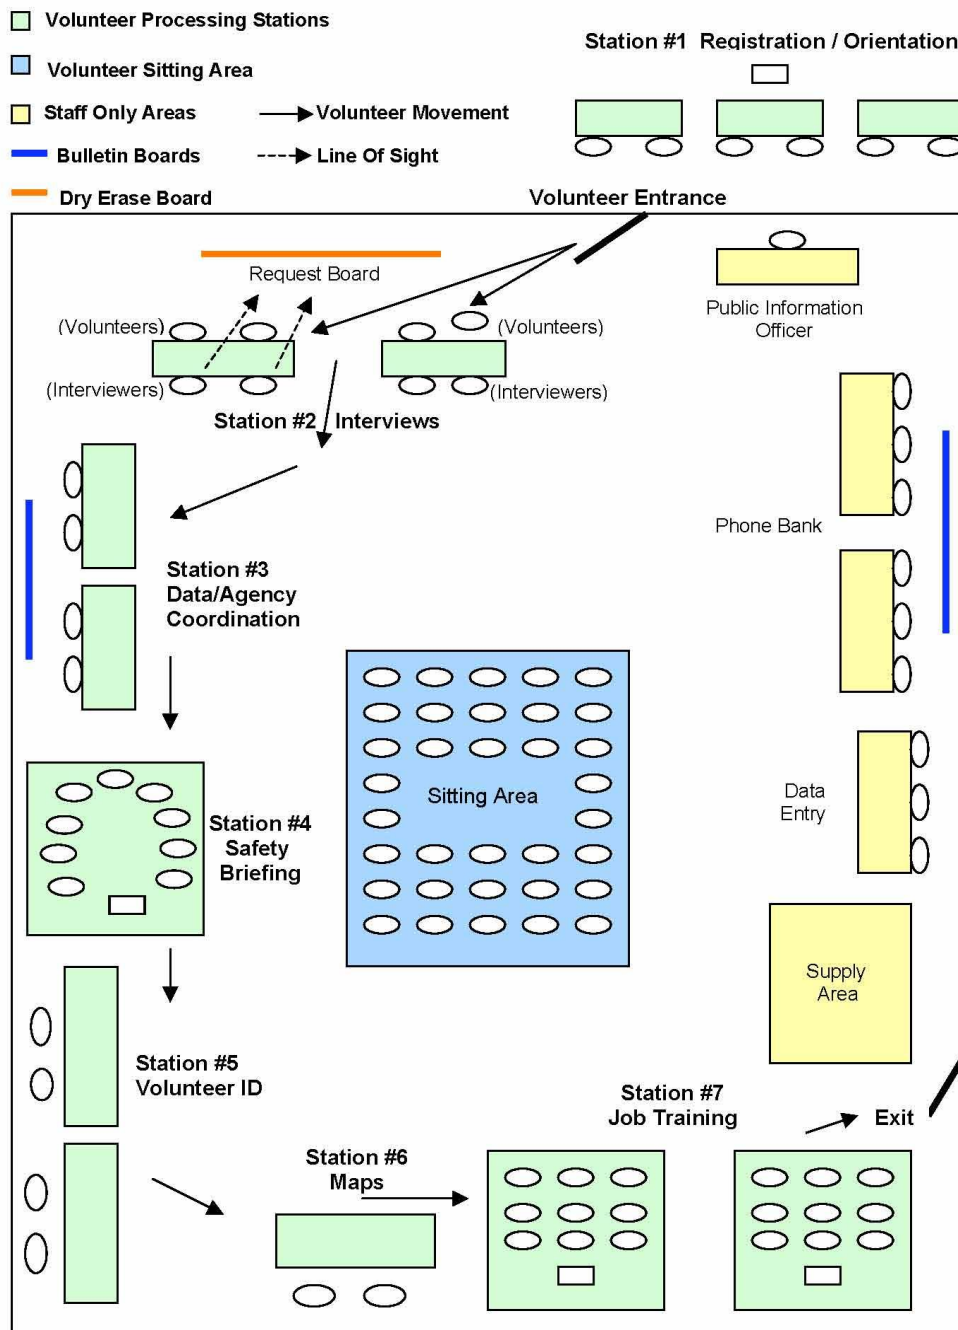 Volunteer Processing Stations
Volunteer Sitting Area
Staff Only Areas
Volunteer Movement
Bulletin Boards
Line Of Sight
Dry Erase Board
Station #1 Registration / Orientation
Volunteer Entrance
Request Board
(Volunteers)
(Volunteers)
(Interviewers)
(Interviewers)
Station #2 Interviews
Public Information
Officer
Phone Bank
Station #3
Data/Agency
Coordination
Sitting Area
Data
Entry
Station #4
Safety
Briefing
Supply
Area
Station #5
Volunteer ID
Station #6
Maps
Station #7
Job Training
Exit